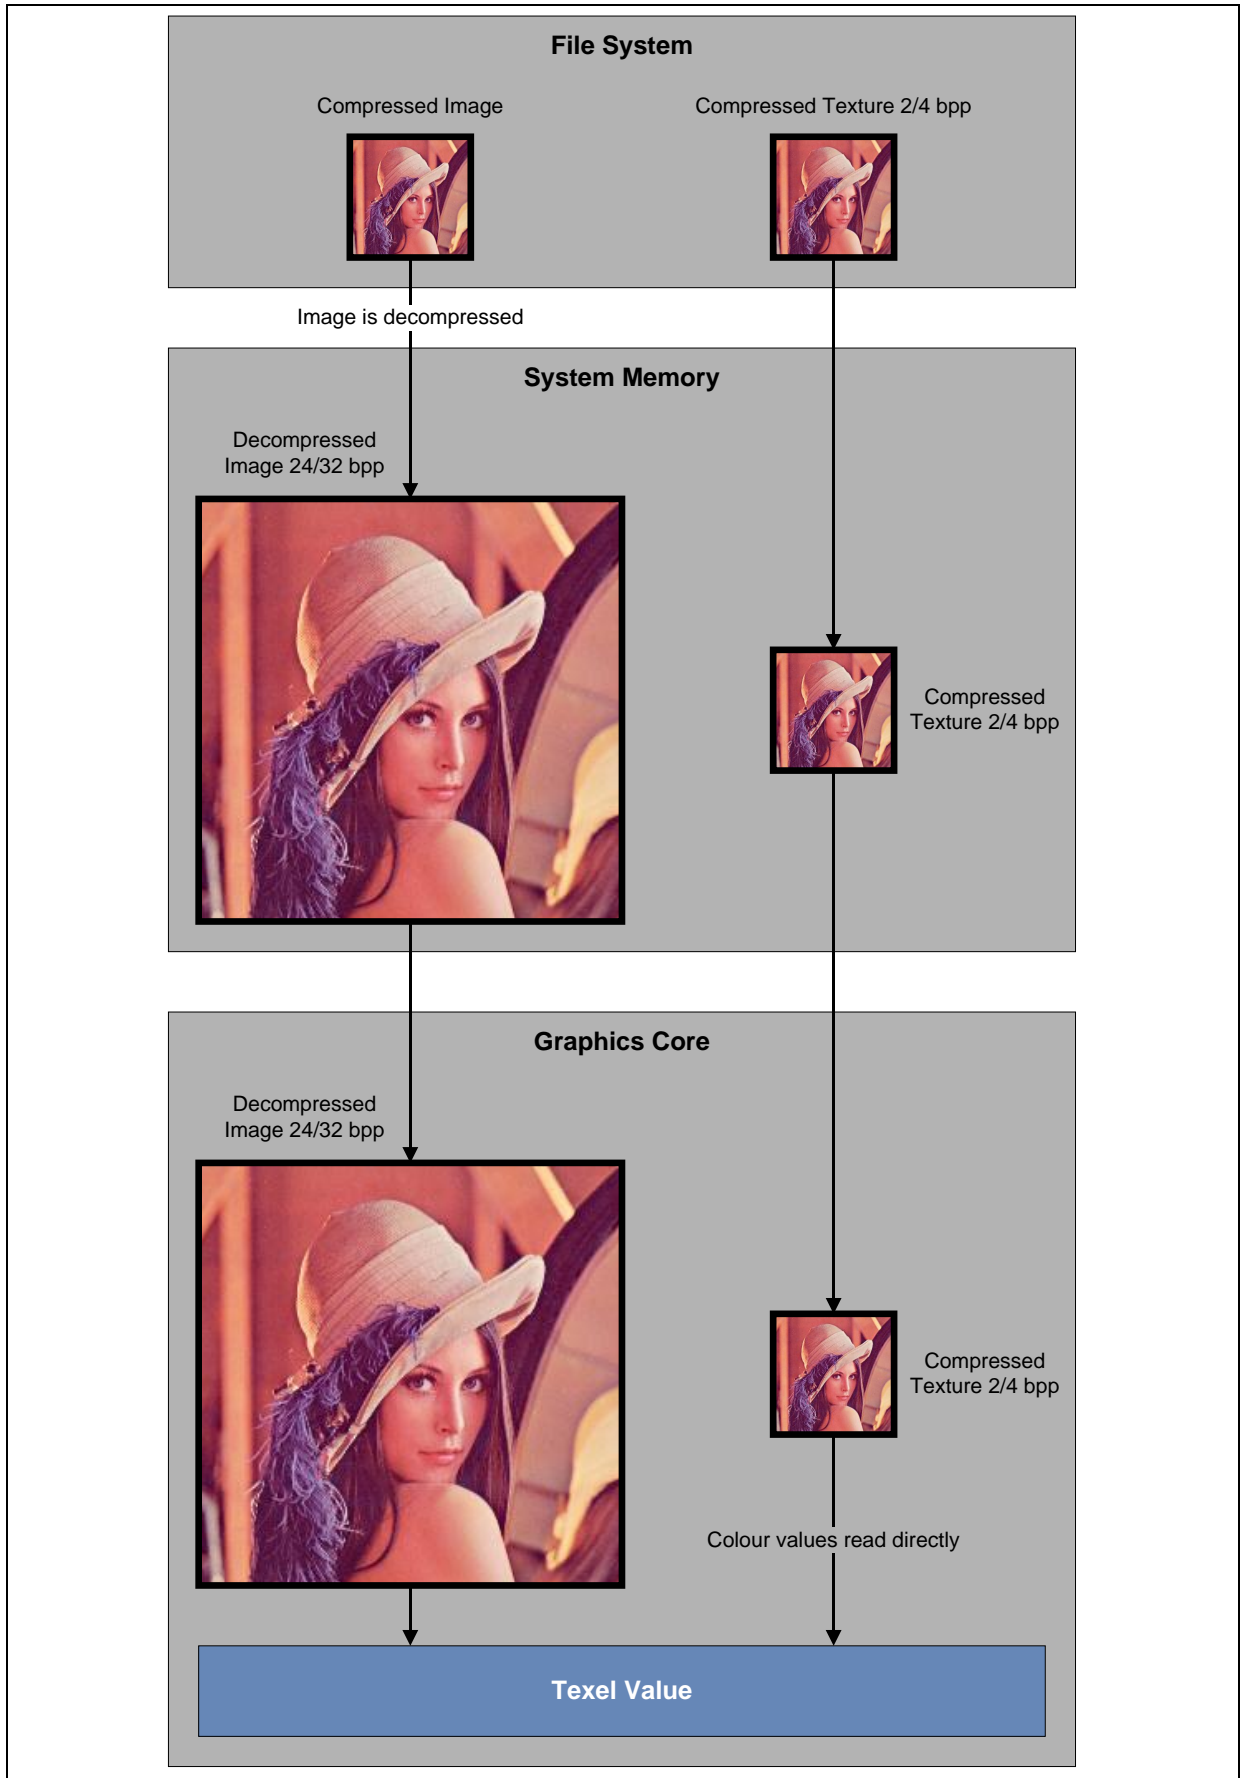 File System
Compressed Image
Compressed Texture 2/4 bpp
Image is decompressed
System Memory
Decompressed
Image 24/32 bpp
Compressed
Texture 2/4 bpp
Graphics Core
Decompressed
Image 24/32 bpp
Compressed
Texture 2/4 bpp
Colour values read directly
Texel Value